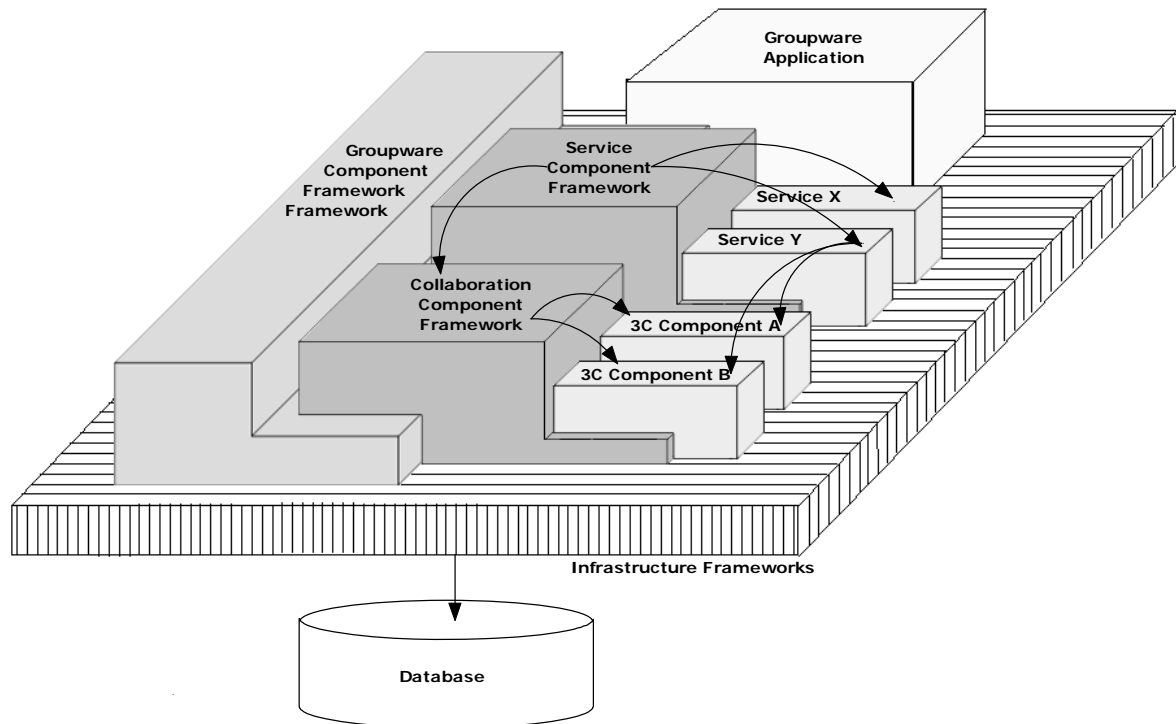 Groupware
Application
Groupware
Component
Framework
Framework
Service
Component
Framework
Service X
Service Y
Collaboration
Component
Framework
3C Component A
3C Component B
Infrastructure Frameworks
Database